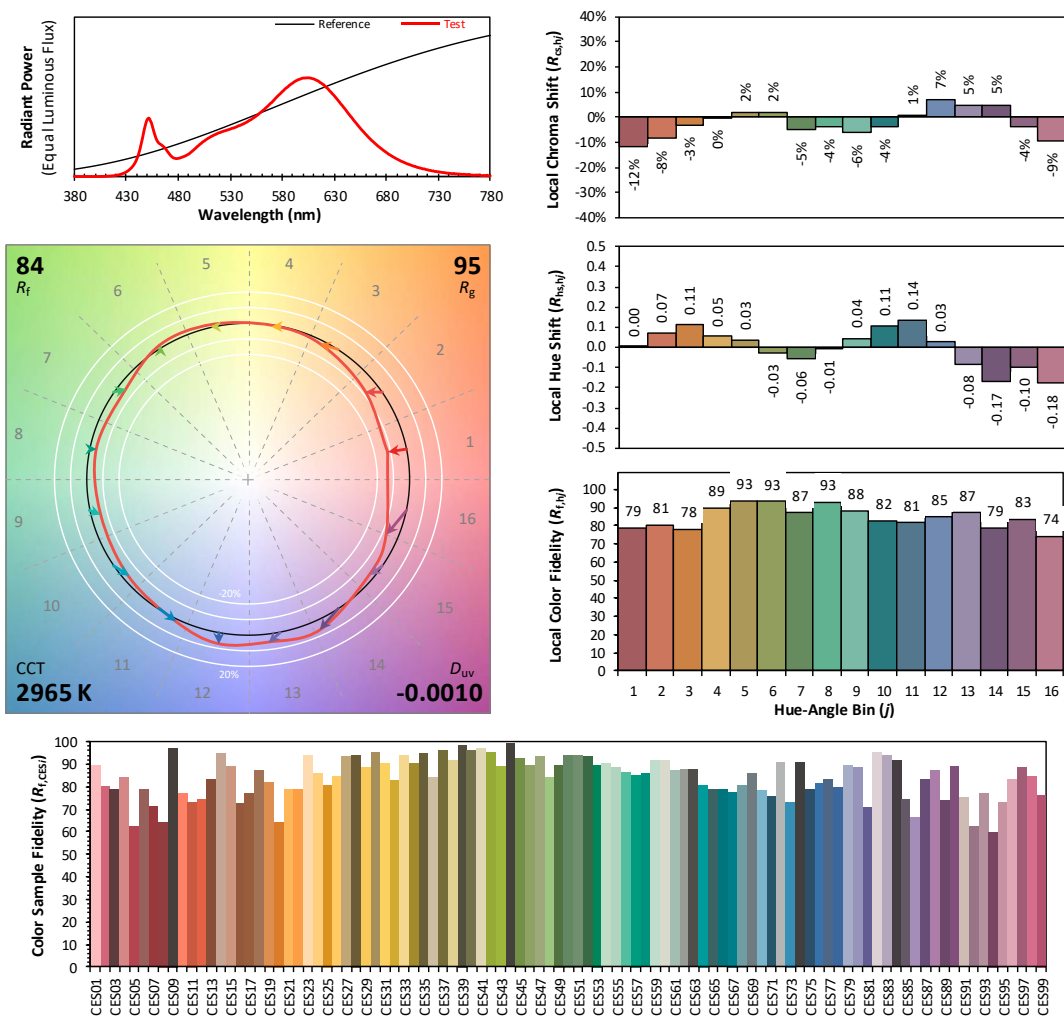 Reference
Test
Radiant Power
(Equal Luminous Flux)
380 430 480 530 580 630 680 730 780
Wavelength (nm)
Local Chroma Shift (Rcs,hj)
40%
30%
20%
10%
0%
-10%
-20%
-30%
-40%
-12% -8% -3% 0% 2% 2% -5% -4% -6% -4% 1% 7% 5% 5% -4% -9%
84
Rf
95
Rg
CCT
2965 K
Duv
-0.0010
-20%
20%
1 2 3 4 5 6 7 8 9 10 11 12 13 14 15 16
Local Hue Shift (Rhs,hj)
0.5
0.4
0.3
0.2
0.1
0.0
-0.1
-0.2
-0.3
-0.4
-0.5
0.00 0.07 0.11 0.05 0.03 -0.03 -0.06 -0.01 0.04 0.11 0.14 0.03 -0.08 -0.17 -0.10 -0.18
Local Color Fidelity (Rf,hj)
100
90
80
70
60
50
40
30
20
10
0
79 81 78 89 93 93 87 93 88 82 81 85 87 79 83 74
1 2 3 4 5 6 7 8 9 10 11 12 13 14 15 16
Hue-Angle Bin (j)
Color Sample Fidelity (Rf,CESi)
100
90
80
70
60
50
40
30
20
10
0
CES01 CES03 CES05 CES07 CES09 CES11 CES13 CES15 CES17 CES19 CES21 CES23 CES25 CES27 CES29 CES31 CES33 CES35 CES37 CES39 CES41 CES43 CES45 CES47 CES49 CES51 CES53 CES55 CES57 CES59 CES61 CES63 CES65 CES67 CES69 CES71 CES73 CES75 CES77 CES79 CES81 CES83 CES85 CES87 CES89 CES91 CES93 CES95 CES97 CES99